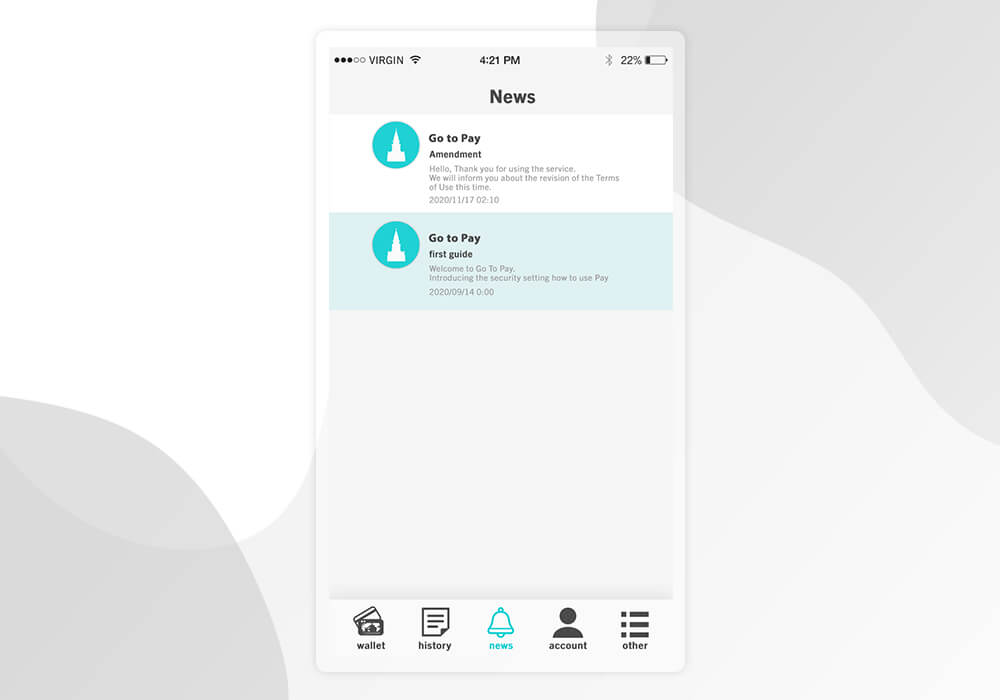 VIRGIN 4:21 PM 22%
News
Go to Pay
Amendment
Hello, Thank you for using the service.
We will inform you about the revision of the Terms
of Use this time.
2020/11/17 02:10
Go to Pay
first guide
Welcome to Go To Pay.
Introducing the security setting how to use Pay
2020/09/14 0:00
wallet history news account other